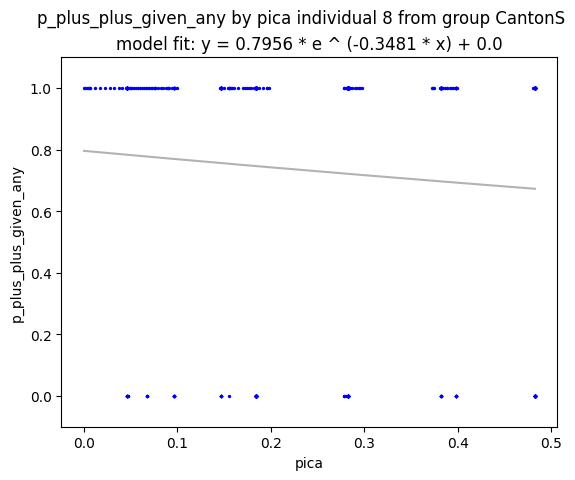 p_plus_plus_given_any by pica individual 8 from group CantonS
model fit: y = 0.7956 * e ^ (-0.3481 * x) + 0.0
1.0
0.8
0.6
0.4
0.2
0.0
p_plus_plus_given_any
0.0 0.1 0.2 0.3 0.4 0.5
pica